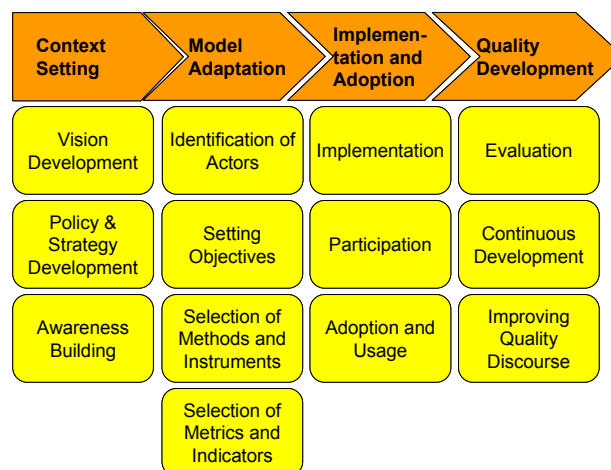 Context
Setting
Model
Adaptation
Implemen-
tation and
Adoption
Quality
Development
Vision
Development
Identification of
Actors
Implementation
Evaluation
Policy &
Strategy
Development
Setting
Objectives
Participation
Continuous
Development
Awareness
Building
Selection of
Methods and
Instruments
Adoption and
Usage
Improving
Quality
Discourse
Selection of
Metrics and
Indicators